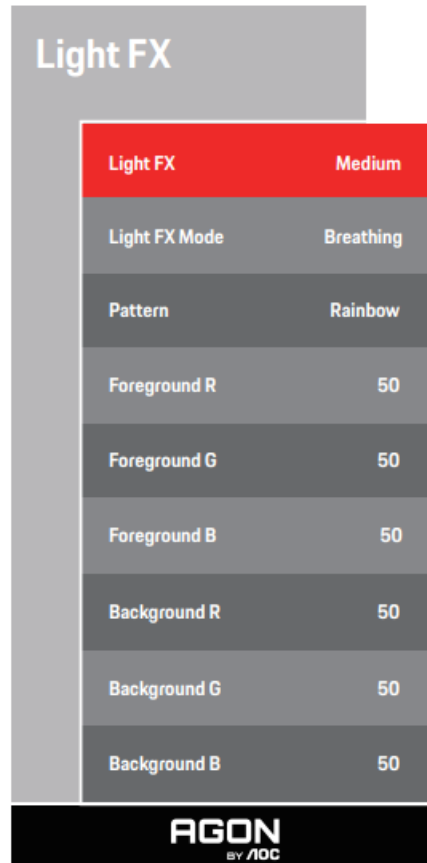 Light FX
Light FX Medium
Light FX Mode Breathing
Pattern Rainbow
Foreground R 50
Foreground G 50
Foreground B 50
Background R 50
Background G 50
Background B 50
AGON
BY AOC